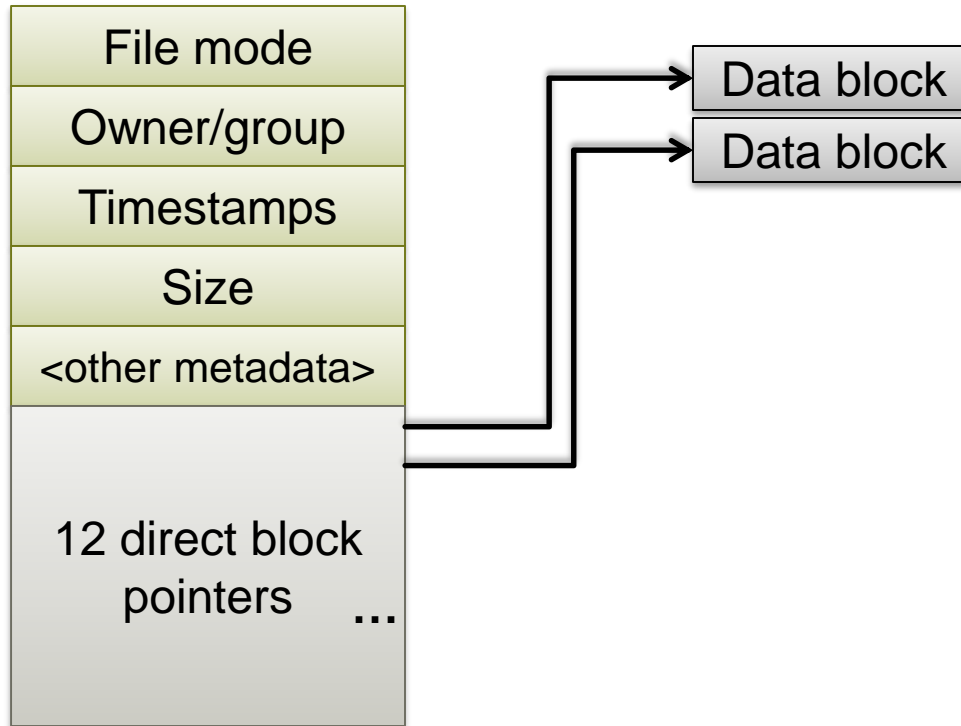 File mode
Owner/group
Timestamps
Size
<other metadata>
12 direct block
pointers ...
Data block
Data block